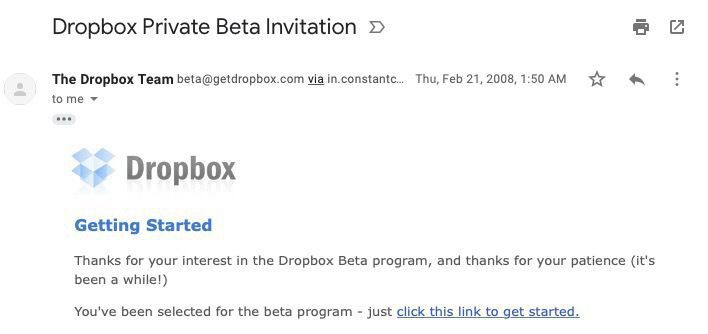 Dropbox Private Beta Invitation
The Dropbox Team beta@getdropbox.com via in.constantc... Thu, Feb 21, 2008, 1:50 AM
to me
Dropbox
Getting Started
Thanks for your interest in the Dropbox Beta program, and thanks for your patience (it's
been a while!)
You've been selected for the beta program - just click this link to get started.